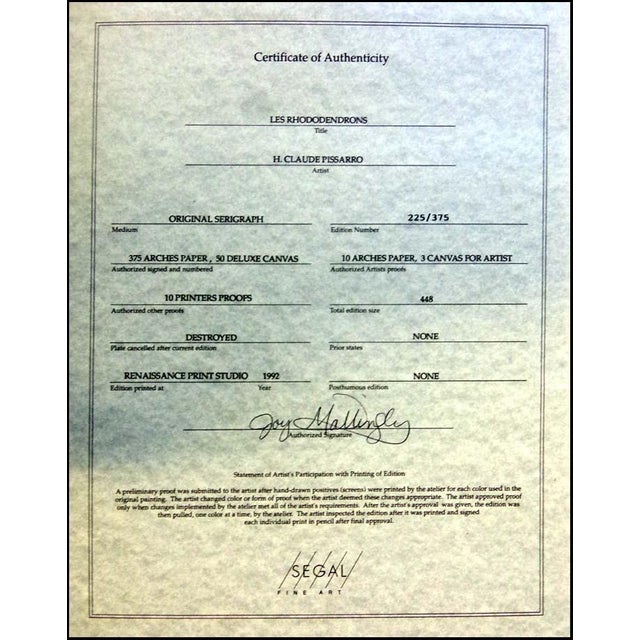 Certificate of Authenticity
LES RHODODENDRONS
Title
H. CLAUDE PISSARRO
Artist
ORIGINAL SERIGRAPH 225/375
Medium Edition Number
375 ARCHES PAPER, 50 DELUXE CANVAS 10 ARCHES PAPER, 3 CANVAS FOR ARTIST
Authorized signed and numbered Authorized Artists proofs
10 PRINTERS PROOFS 448
Authorized other proofs Total edition size
DESTROYED NONE
Plate cancelled after current edition Prior states
RENAISSANCE PRINT STUDIO 1992 NONE
Edition printed at Year Posthumous edition
Joy Mattingly
Authorized Signature
Statement of Artist's Participation with Printing of Edition
A preliminary proof was submitted to the artist after hand-drawn positives (screens) were printed by the atelier for each color used in the
original painting. The artist changed color or form of proof when the artist deemed these changes appropriate. The artist approved proof
only when changes implemented by the atelier met all of the artist's requirements. After the artist's approval was given, the edition was
then pulled, one color at a time, by the atelier. The artist inspected the edition after it was printed and signed
each individual print in pencil after final approval.
SEGAL
FINE ART